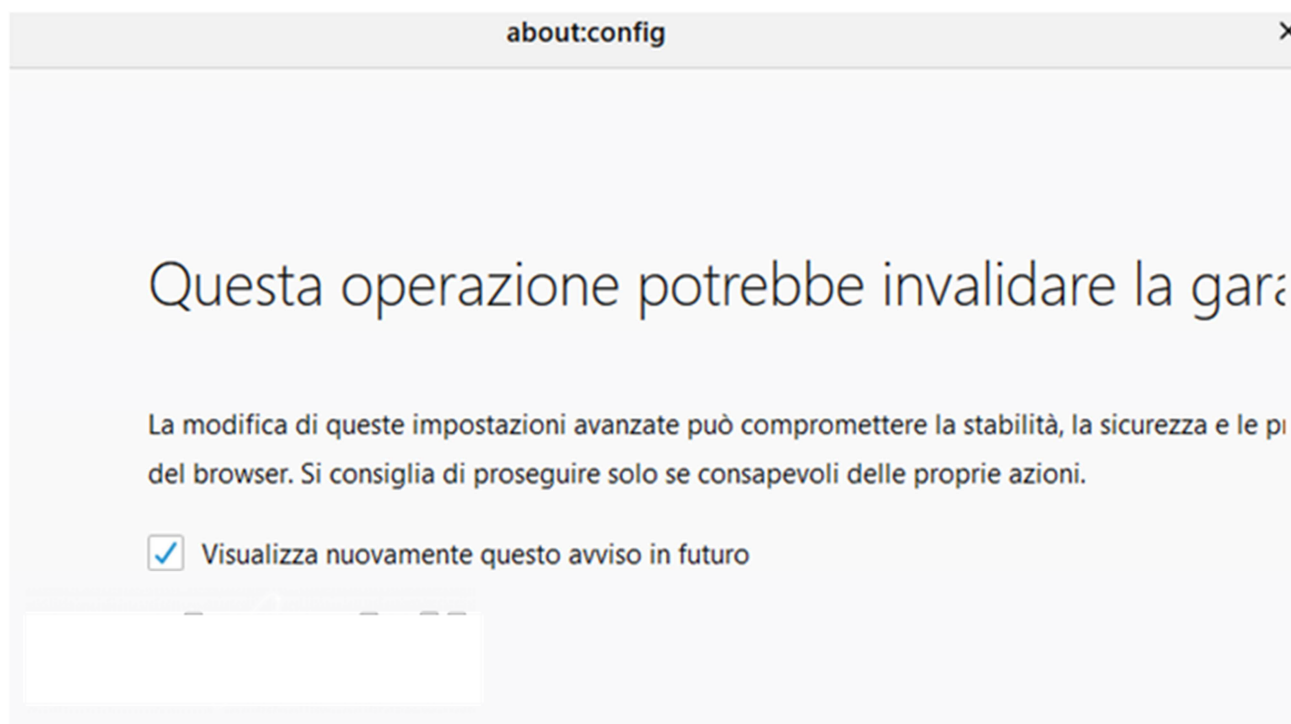 about:config
Questa operazione potrebbe invalidare la
La modifica di queste impostazioni avanzate può compromettere la stabilità, la sicurezza e le
del browser. Si consiglia di proseguire solo se consapevoli delle proprie azioni.
Visualizza nuovamente questo avviso in futuro